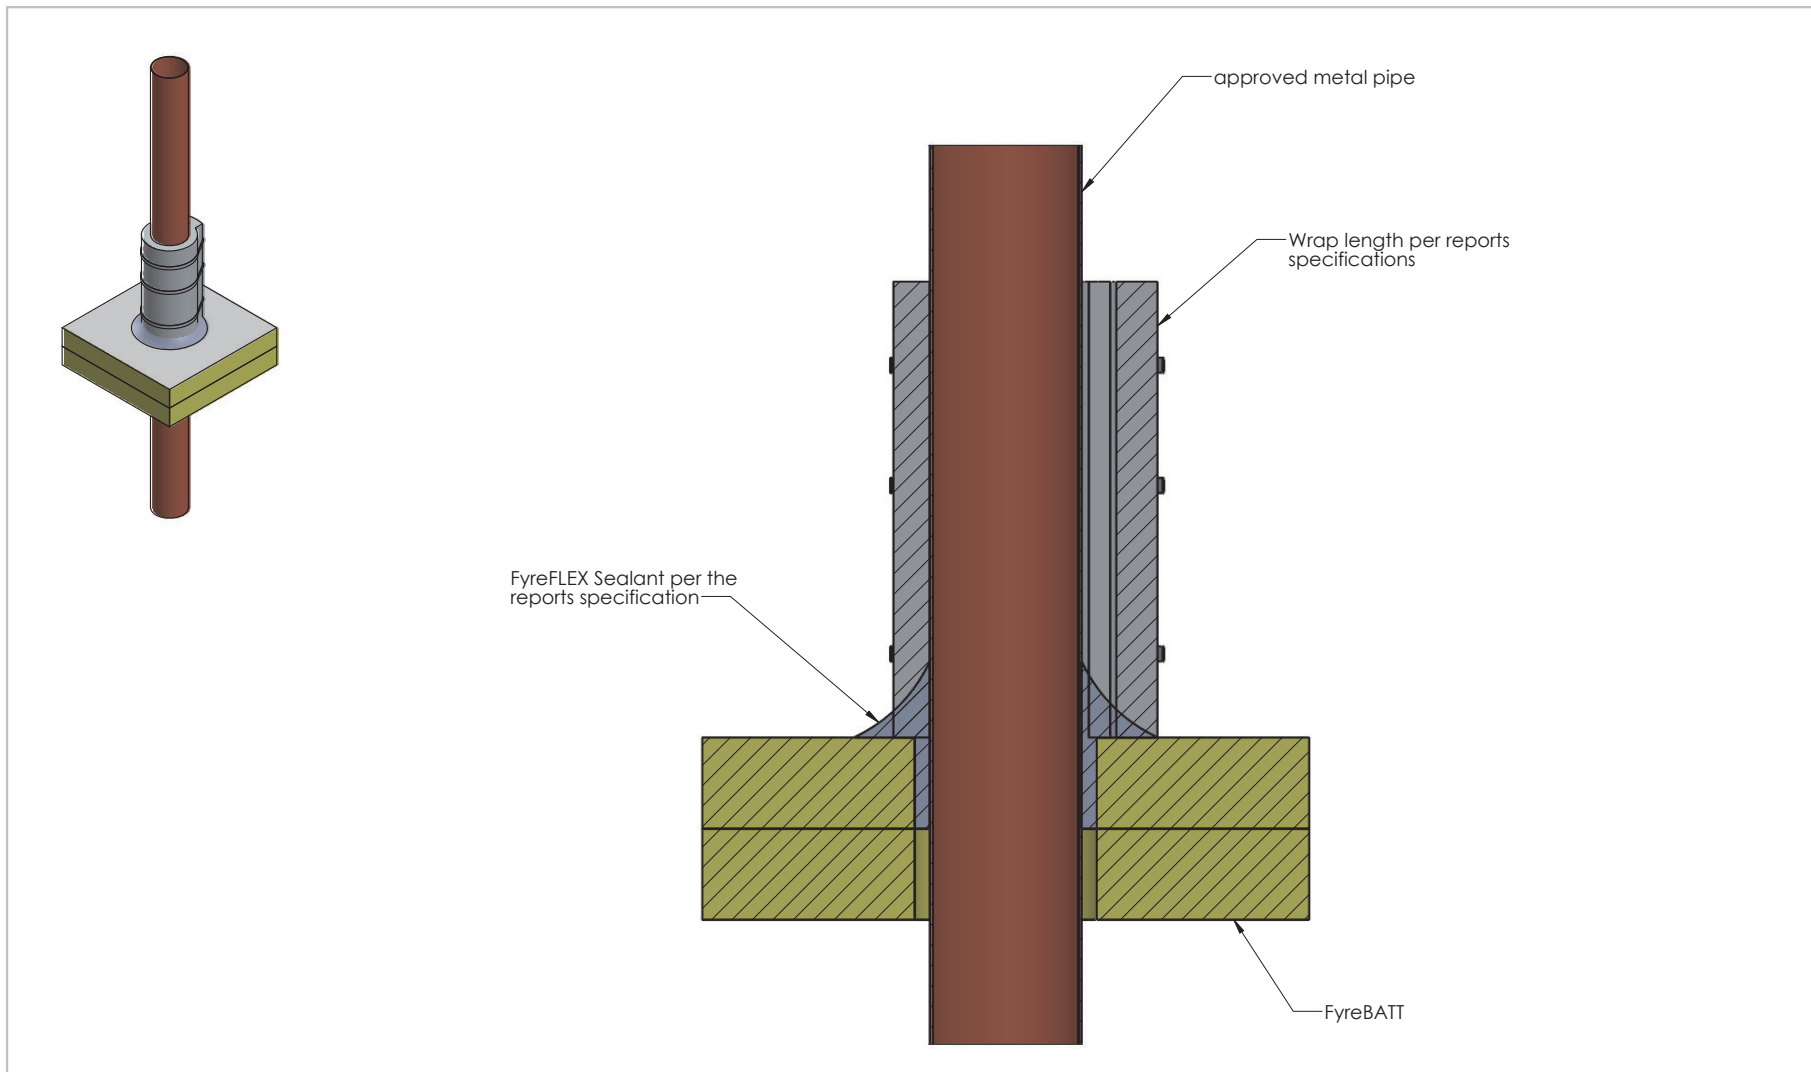 approved metal pipe
Wrap length per reports
specifications
FyreFLEX Sealant per the
reports specification
FyreBATT